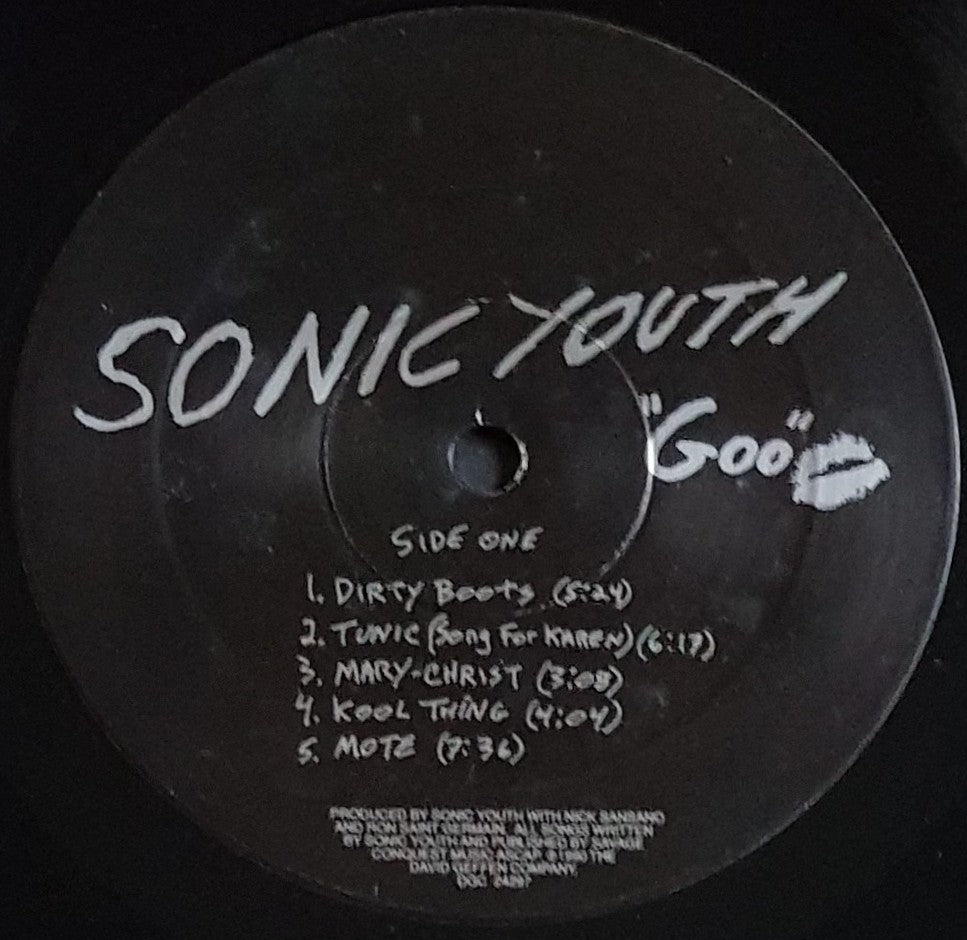 SONIC YOUTH
"Goo"
SIDE ONE
1. DIRTY BOOTS (5:24)
2. TUNIC (Song For KAREN) (6:17)
3. MARY-CHRIST (3:08)
4. KOOL THING (4:04)
5. MOTE (7:36)
PRODUCED BY SONIC YOUTH WITH NICK SANSANO
AND RON SAINT GERMAIN. ALL SONGS WRITTEN
BY SONIC YOUTH AND PUBLISHED BY SAVAGE
CONQUEST MUSIC ASCAP. ℗1990 THE
DAVID GEFFEN COMPANY.
DGC 24297